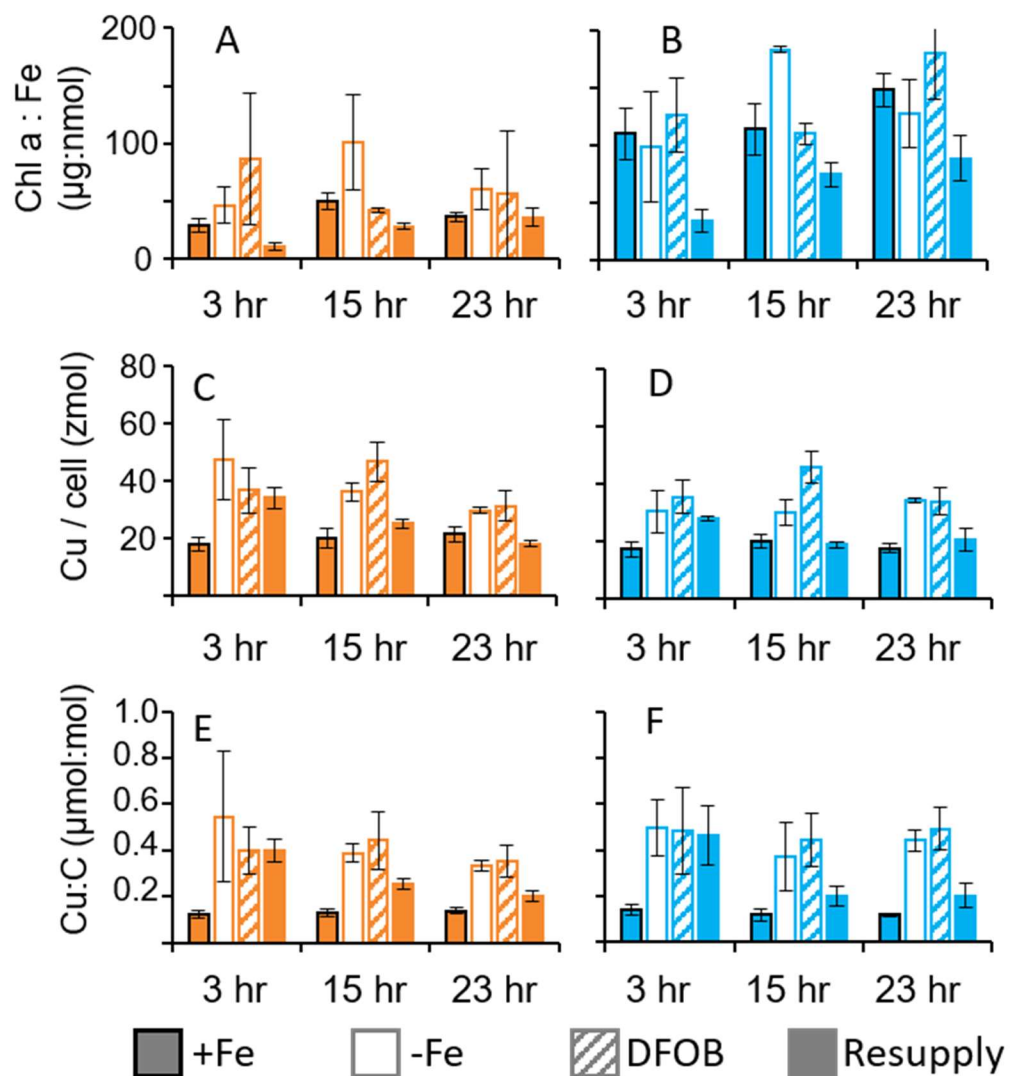 200
A
B
Chl a : Fe
(µg:nmol)
100
0
3 hr 15 hr 23 hr 3 hr 15 hr 23 hr
80
C
D
Cu / cell (zmol)
60
40
20
3 hr 15 hr 23 hr 3 hr 15 hr 23 hr
1.0
E
F
Cu:C (µmol:mol)
0.8
0.6
0.4
0.2
3 hr 15 hr 23 hr 3 hr 15 hr 23 hr
+Fe -Fe DFOB Resupply